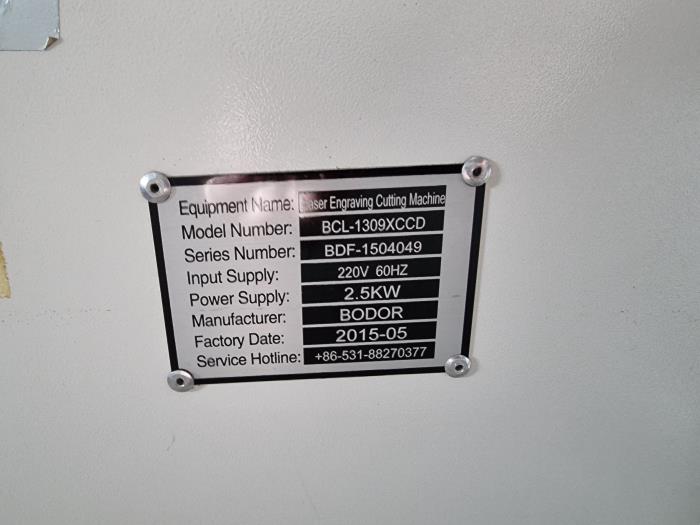 Equipment Name: Laser Engraving Cutting Machine
Model Number: BCL-1309XCCD
Series Number: BDF-1504049
Input Supply: 220V 60HZ
Power Supply: 2.5KW
Manufacturer: BODOR
Factory Date: 2015-05
Service Hotline: +86-531-88270377